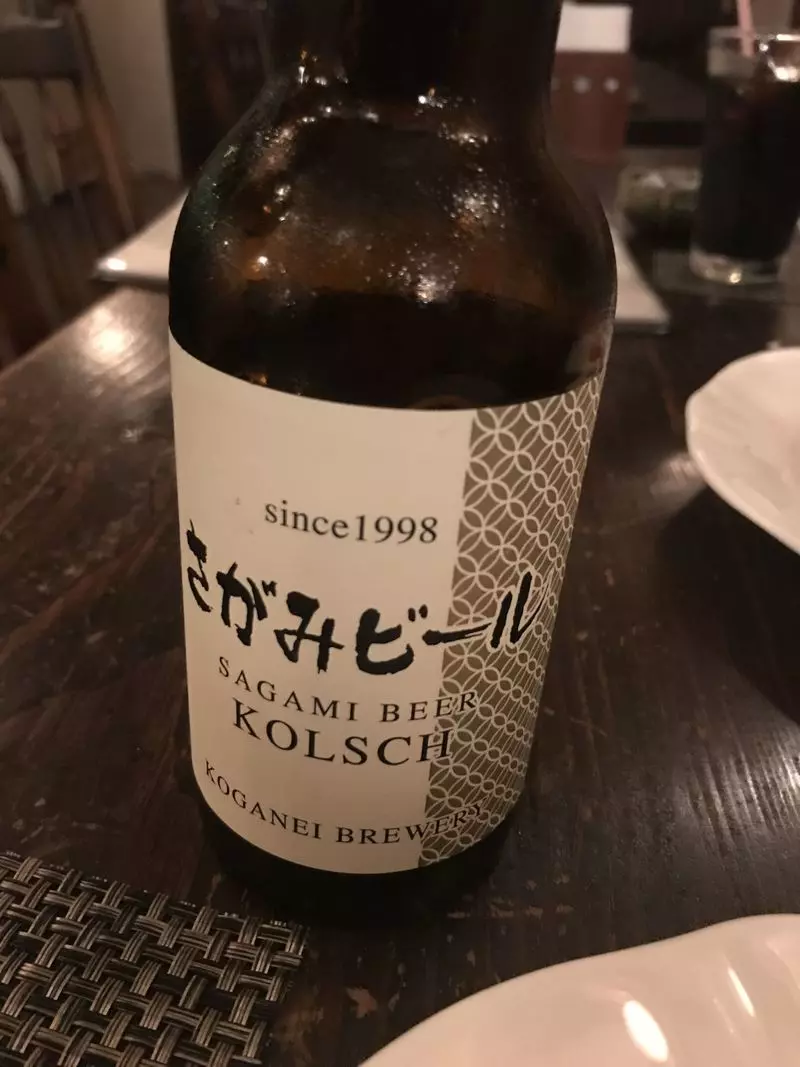 since1998
さがみビール
SAGAMI BEER
KOLSCH
KOGANEI BREWERY